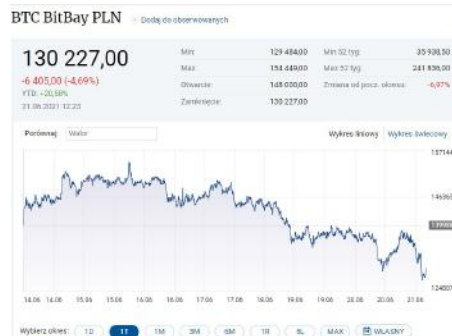 BTC BitBay PLN Dodaj do obserwowanych
130 227,00
-6 405,00 (-4,69%)
YTD: +20,58%
21.06.2021 12:23
Min: 129 484,00 Min 52 tyg: 35 938,50
Max: 154 449,00 Max 52 tyg: 241 836,00
Otwarcie: 148 000,00 Zmiana od pocz. okresu: -6,97%
Zamknięcie: 130 227,00
Porównaj Walor Wykres liniowy Wykres świecowy
157144
146365
124807
14.06 14.06 15.06 15.06 16.06 16.06 17.06 17.06 18.06 19.06 19.06 20.06 20.06 21.06
Wybierz okres: 1D 1T 1M 3M 6M 1R 5L MAX WŁASNY